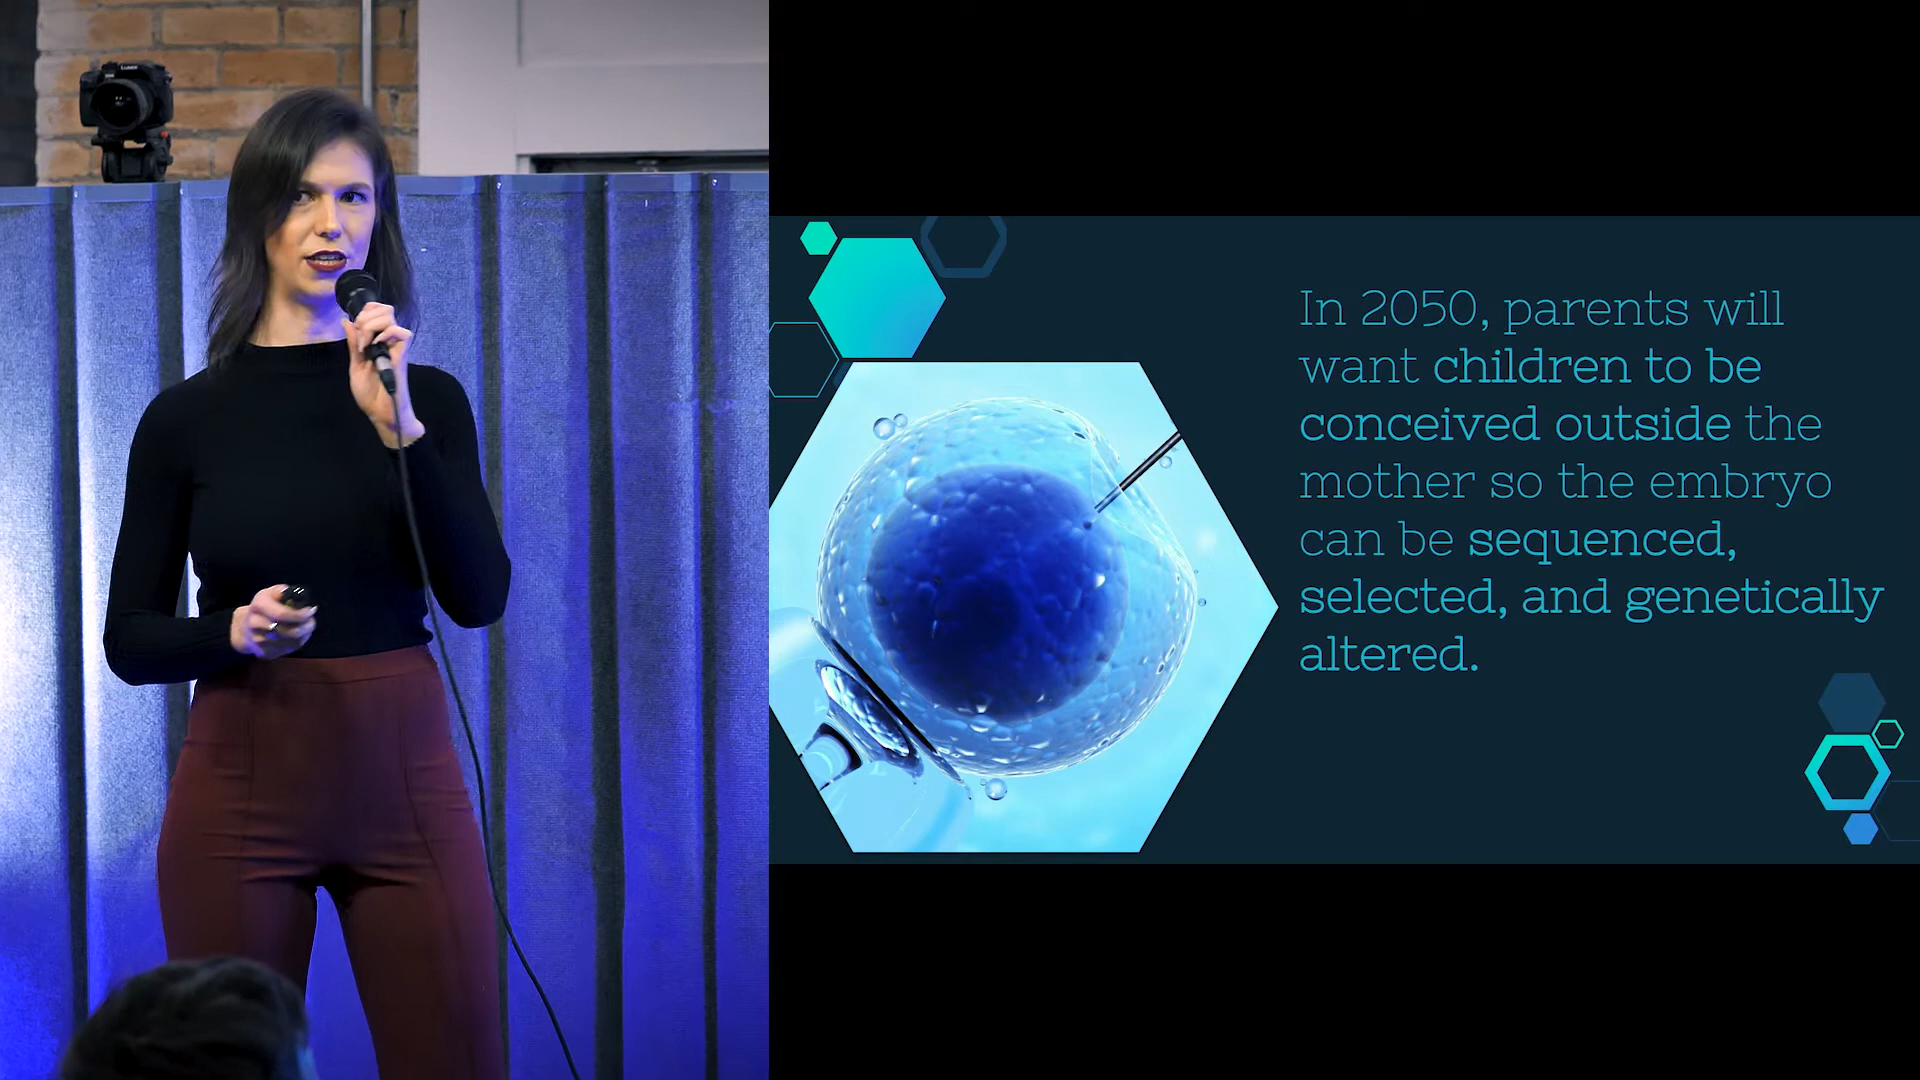 LUMIX
In 2050, parents will
want children to be
conceived outside the
mother so the embryo
can be sequenced,
selected, and genetically
altered.